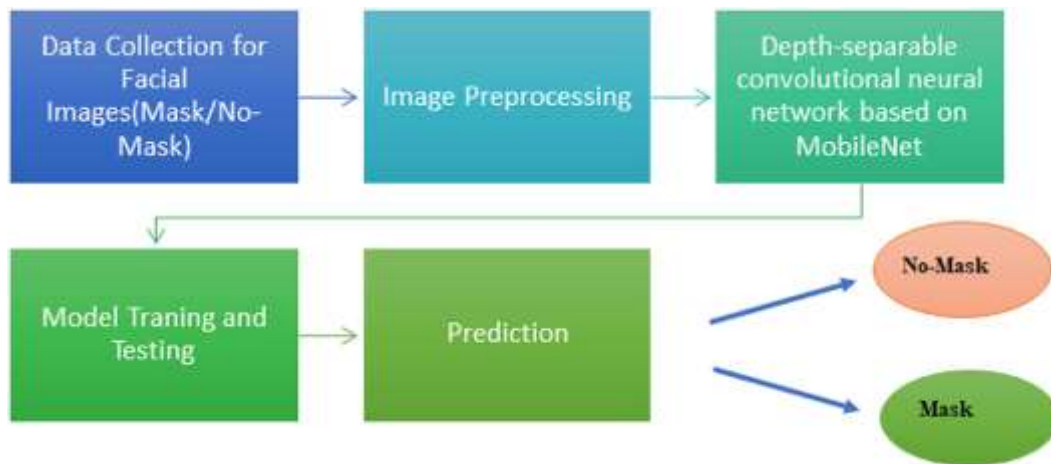 Data Collection for
Facial
Images(Mask/No-
Mask)
Image Preprocessing
Depth-separable
convolutional neural
network based on
MobileNet
Model Traning and
Testing
Prediction
No-Mask
Mask